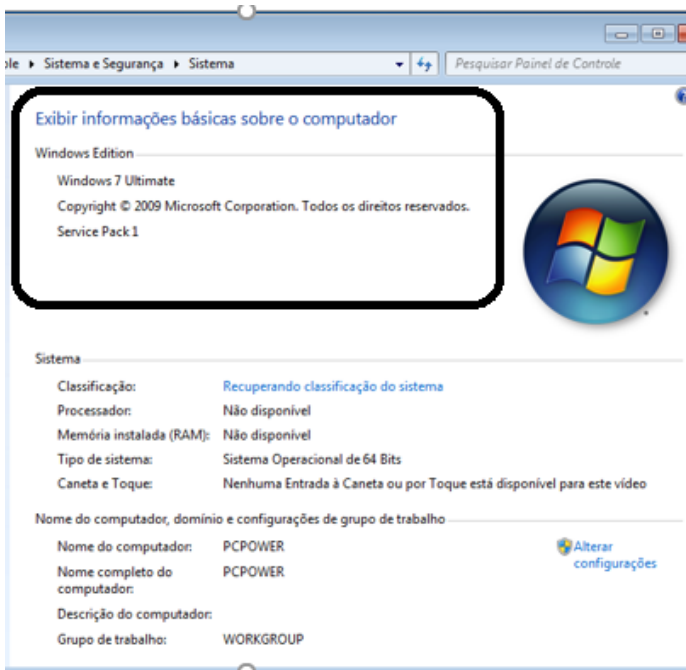 ole ▸ Sistema e Segurança ▸ Sistema Pesquisar Painel de Controle
Exibir informações básicas sobre o computador
Windows Edition
Windows 7 Ultimate
Copyright © 2009 Microsoft Corporation. Todos os direitos reservados.
Service Pack 1
Sistema
Classificação: Recuperando classificação do sistema
Processador: Não disponível
Memória instalada (RAM): Não disponível
Tipo de sistema: Sistema Operacional de 64 Bits
Caneta e Toque: Nenhuma Entrada à Caneta ou por Toque está disponível para este vídeo
Nome do computador, domínio e configurações de grupo de trabalho
Nome do computador: PCPOWER Alterar
configurações
Nome completo do PCPOWER
computador:
Descrição do computador:
Grupo de trabalho: WORKGROUP